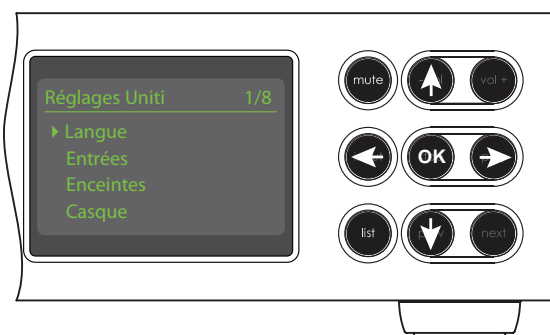 Réglages Uniti 1/8
Langue
Entrées
Enceintes
Casque
mute vol +
OK
list next